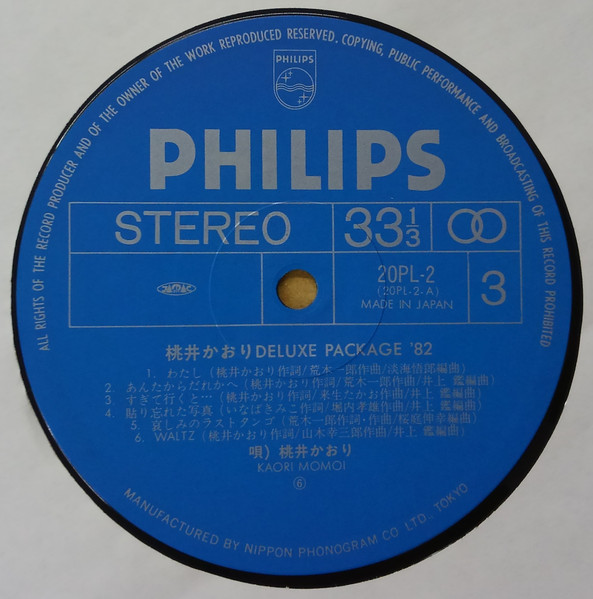 ALL RIGHTS OF THE RECORD PRODUCER AND OF THE OWNER OF THE WORK REPRODUCED RESERVED. COPYING, PUBLIC PERFORMANCE AND BROADCASTING OF THIS RECORD PROHIBITED
PHILIPS
PHILIPS
STEREO
33 1/3
20PL-2
(20PL-2-A)
MADE IN JAPAN
3
桃井かおりDELUXE PACKAGE '82
1. わたし (桃井かおり作詞/荒木一郎作曲/淡海悟郎編曲)
2. あんたからだれかへ (桃井かおり作詞/荒木一郎作曲/井上 鑑編曲)
3. すぎて行くと… (桃井かおり作詞/来生たかお作曲/井上 鑑編曲)
4. 貼り忘れた写真 (いなばきみこ作詞/堀内孝雄作曲/井上 鑑編曲)
5. 哀しみのラストタンゴ (荒木一郎作詞・作曲/桜庭伸幸編曲)
6. WALTZ (桃井かおり作詞/山木幸三郎作曲/井上 鑑編曲)
唄) 桃井かおり
KAORI MOMOI
⑥
MANUFACTURED BY NIPPON PHONOGRAM CO. LTD., TOKYO